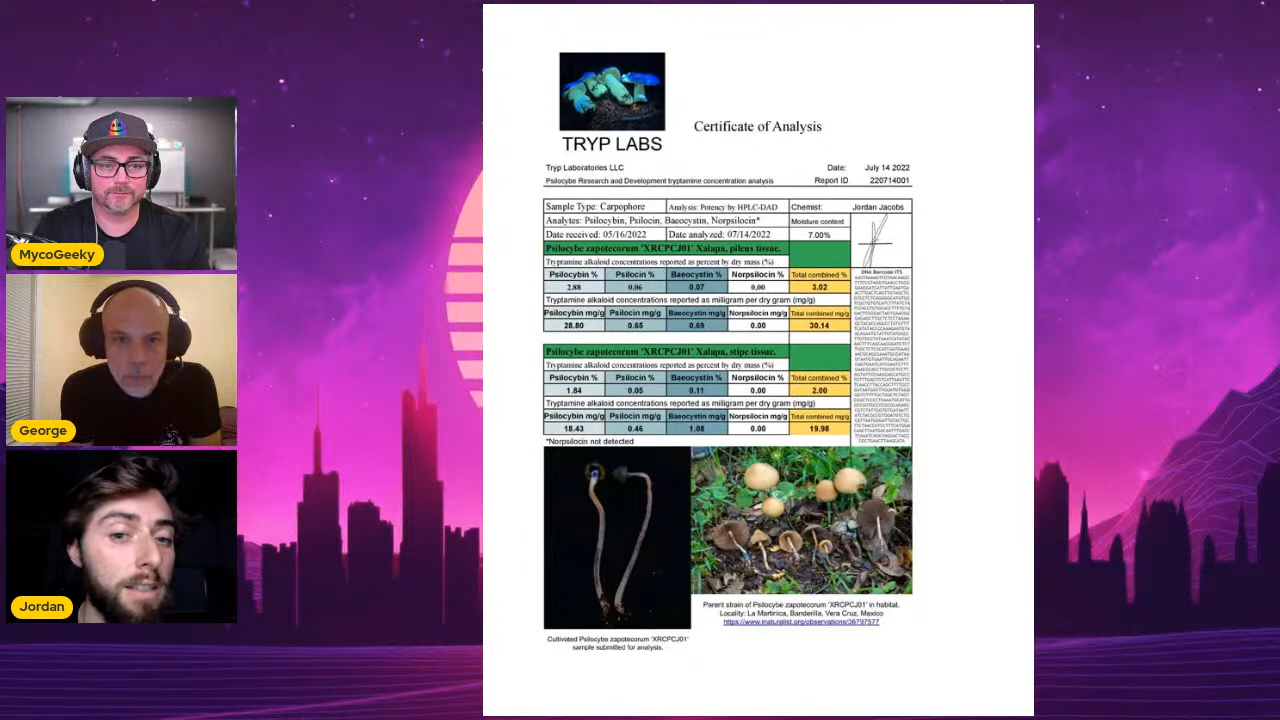 MycoGeeky
George
Jordan
TRYP LABS
Certificate of Analysis
Tryp Laboratories LLC
Date: July 14 2022
Psilocybe Research and Development tryptamine concentration analysis
Report ID 220714001
Sample Type: Carpophore
Analysis: Potency by HPLC-DAD
Chemist: Jordan Jacobs
Analytes: Psilocybin, Psilocin, Baeocystin, Norpsilocin*
Moisture content
Date received: 05/16/2022
Date analyzed: 07/14/2022
7.00%
Psilocybe zapotecorum 'XRCPCJ01' Xalapa, pileus tissue.
Tryptamine alkaloid concentrations reported as percent by dry mass (%)
Psilocybin % Psilocin % Baeocystin % Norpsilocin % Total combined %
2.88 0.06 0.07 0.00 3.02
Tryptamine alkaloid concentrations reported as milligram per dry gram (mg/g)
Psilocybin mg/g Psilocin mg/g Baeocystin mg/g Norpsilocin mg/g Total combined mg/g
28.80 0.65 0.69 0.00 30.14
Psilocybe zapotecorum 'XRCPCJ01' Xalapa, stipe tissue.
Tryptamine alkaloid concentrations reported as percent by dry mass (%)
Psilocybin % Psilocin % Baeocystin % Norpsilocin % Total combined %
1.84 0.05 0.11 0.00 2.00
Tryptamine alkaloid concentrations reported as milligram per dry gram (mg/g)
Psilocybin mg/g Psilocin mg/g Baeocystin mg/g Norpsilocin mg/g Total combined mg/g
18.43 0.46 1.08 0.00 19.98
*Norpsilocin not detected
DNA Barcode ITS
Cultivated Psilocybe zapotecorum 'XRCPCJ01'
sample submitted for analysis.
Parent strain of Psilocybe zapotecorum 'XRCPCJ01' in habitat.
Locality: La Martinica, Banderilla, Vera Cruz, Mexico
https://www.inaturalist.org/observations/36797577